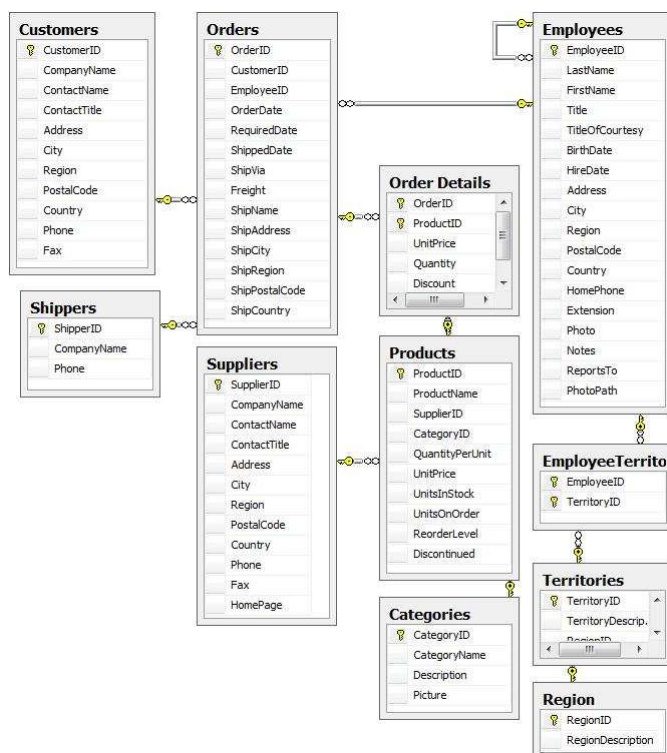 Customers
CustomerID
CompanyName
ContactName
ContactTitle
Address
City
Region
PostalCode
Country
Phone
Fax
Orders
OrderID
CustomerID
EmployeeID
OrderDate
RequiredDate
ShippedDate
ShipVia
Freight
ShipName
ShipAddress
ShipCity
ShipRegion
ShipPostalCode
ShipCountry
Employees
EmployeeID
LastName
FirstName
Title
TitleOfCourtesy
BirthDate
HireDate
Address
City
Region
PostalCode
Country
HomePhone
Extension
Photo
Notes
ReportsTo
PhotoPath
Order Details
OrderID
ProductID
UnitPrice
Quantity
Discount
Shippers
ShipperID
CompanyName
Phone
Suppliers
SupplierID
CompanyName
ContactName
ContactTitle
Address
City
Region
PostalCode
Country
Phone
Fax
HomePage
Products
ProductID
ProductName
SupplierID
CategoryID
QuantityPerUnit
UnitPrice
UnitsInStock
UnitsOnOrder
ReorderLevel
Discontinued
EmployeeTerrito
EmployeeID
TerritoryID
Territories
TerritoryID
TerritoryDescrip.
RegionID
Categories
CategoryID
CategoryName
Description
Picture
Region
RegionID
RegionDescription